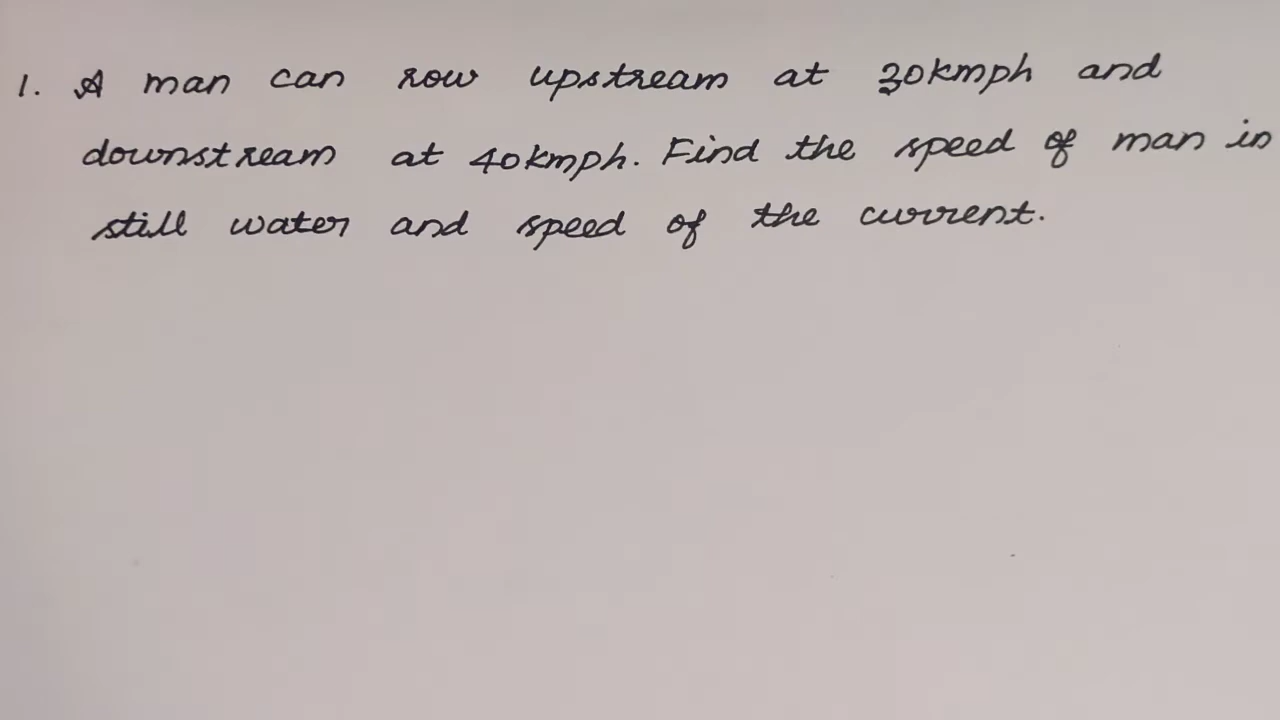 1. A man can row upstream at 30kmph and
downstream at 40kmph. Find the speed of man in
still water and speed of the current.